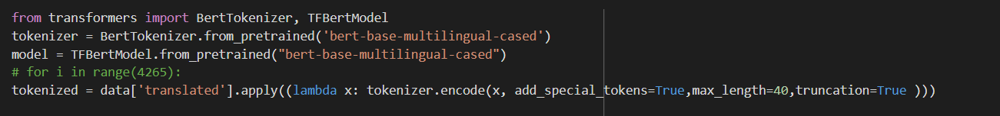 from transformers import BertTokenizer, TFBertModel
tokenizer = BertTokenizer.from_pretrained('bert-base-multilingual-cased')
model = TFBertModel.from_pretrained("bert-base-multilingual-cased")
# for i in range(4265):
tokenized = data['translated'].apply((lambda x: tokenizer.encode(x, add_special_tokens=True,max_length=40,truncation=True )))